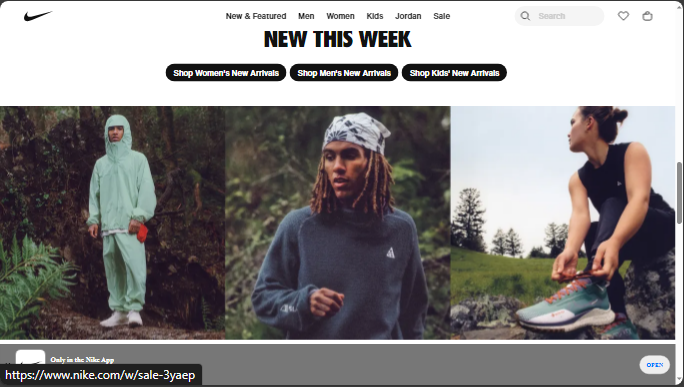 New & Featured Men Women Kids Jordan Sale
Search
NEW THIS WEEK
Shop Women's New Arrivals
Shop Men's New Arrivals
Shop Kids' New Arrivals
Only in the Nike App
OPEN
https://www.nike.com/w/sale-3yaep